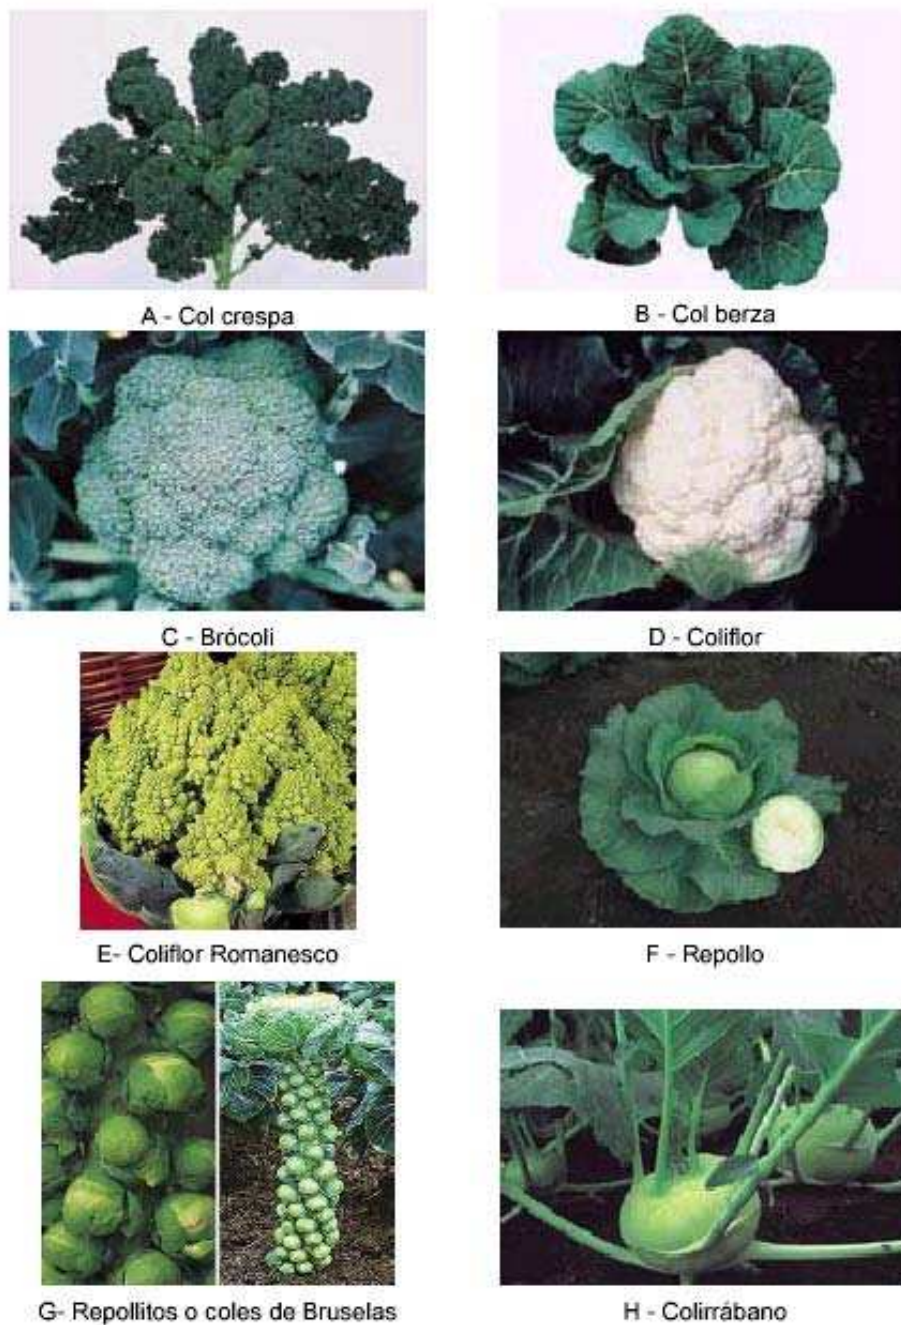 A - Col crespa
B - Col berza
C - Brócoli
D - Coliflor
E- Coliflor Romanesco
F - Repollo
G- Repollitos o coles de Bruselas
H - Colirrábano